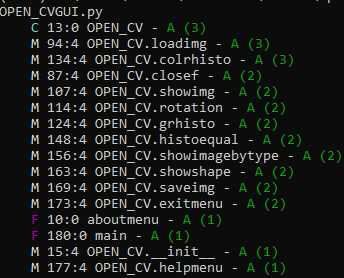 OPEN_CVGUI.py
C 13:0 OPEN_CV - A (3)
M 94:4 OPEN_CV.loadimg - A (3)
M 134:4 OPEN_CV.colrhisto - A (3)
M 87:4 OPEN_CV.closef - A (2)
M 107:4 OPEN_CV.showimg - A (2)
M 114:4 OPEN_CV.rotation - A (2)
M 124:4 OPEN_CV.grhisto - A (2)
M 148:4 OPEN_CV.histoequal - A (2)
M 156:4 OPEN_CV.showimagebytype - A (2)
M 163:4 OPEN_CV.showshape - A (2)
M 169:4 OPEN_CV.saveimg - A (2)
M 173:4 OPEN_CV.exitmenu - A (2)
F 10:0 aboutmenu - A (1)
F 180:0 main - A (1)
M 15:4 OPEN_CV.__init__ - A (1)
M 177:4 OPEN_CV.helpmenu - A (1)